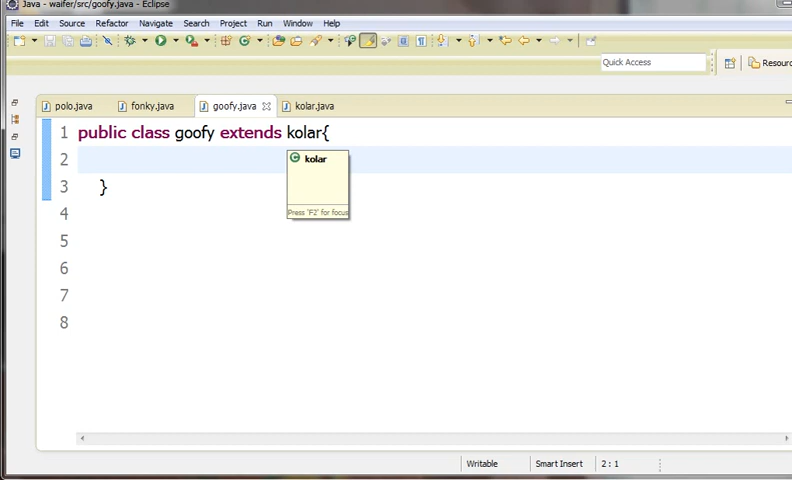 Java - waifer/src/goofy.java - Eclipse
File Edit Source Refactor Navigate Search Project Run Window Help
Quick Access
Resourc
polo.java fonky.java goofy.java kolar.java
1 public class goofy extends kolar{
2
kolar
3 }
Press 'F2' for focus
4
5
6
7
8
Writable Smart Insert 2 : 1